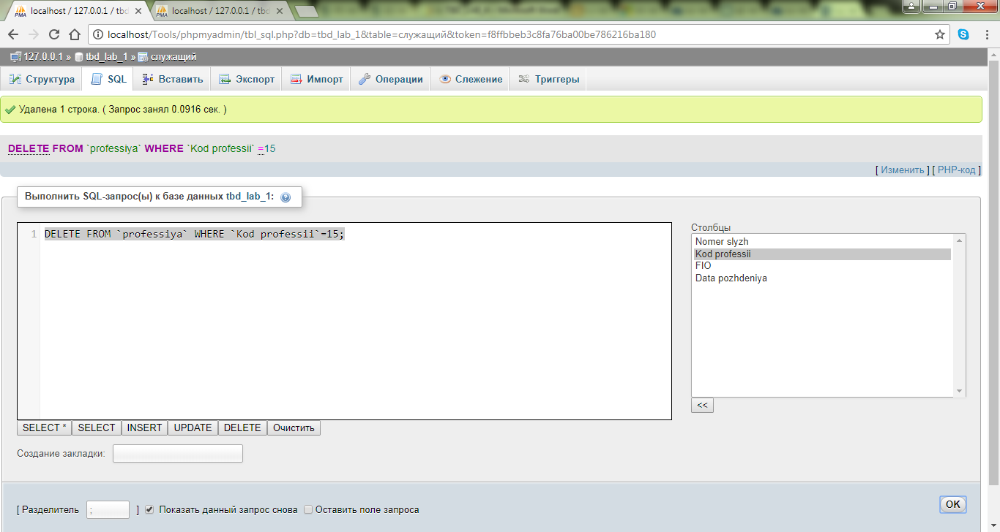 localhost / 127.0.0.1 / tbd
localhost / 127.0.0.1 / tbd
localhost/Tools/phpmyadmin/tbl_sql.php?db=tbd_lab_1&table=служащий&token=f8ffbbeb3c8fa76ba00be786216ba180
127.0.0.1 » tbd_lab_1 » служащий
Структура SQL Вставить Экспорт Импорт Операции Слежение Триггеры
Удалена 1 строка. ( Запрос занял 0.0916 сек. )
DELETE FROM `professiya` WHERE `Kod professii` =15
[ Изменить ] [ PHP-код ]
Выполнить SQL-запрос(ы) к базе данных tbd_lab_1:
1 DELETE FROM `professiya` WHERE `Kod professii`=15;
Столбцы
Nomer slyzh
Kod professii
FIO
Data pozhdeniya
<<
SELECT * SELECT INSERT UPDATE DELETE Очистить
Создание закладки:
[ Разделитель ; ] Показать данный запрос снова Оставить поле запроса
OK